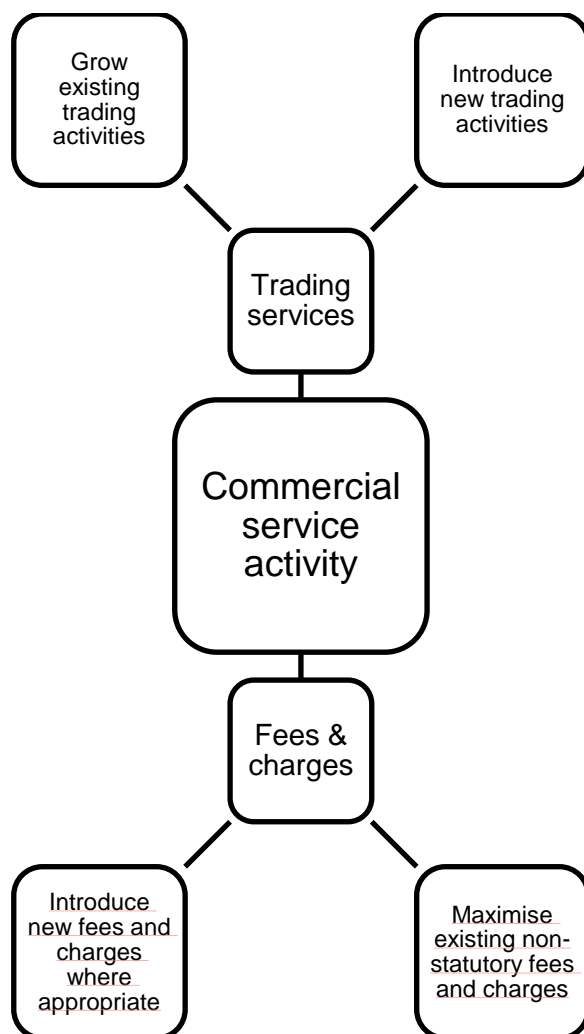 Grow
existing
trading
activities
Introduce
new trading
activities
Trading
services
Commercial
service
activity
Fees &
charges
Introduce
new fees and
charges
where
appropriate
Maximise
existing non-
statutory fees
and charges